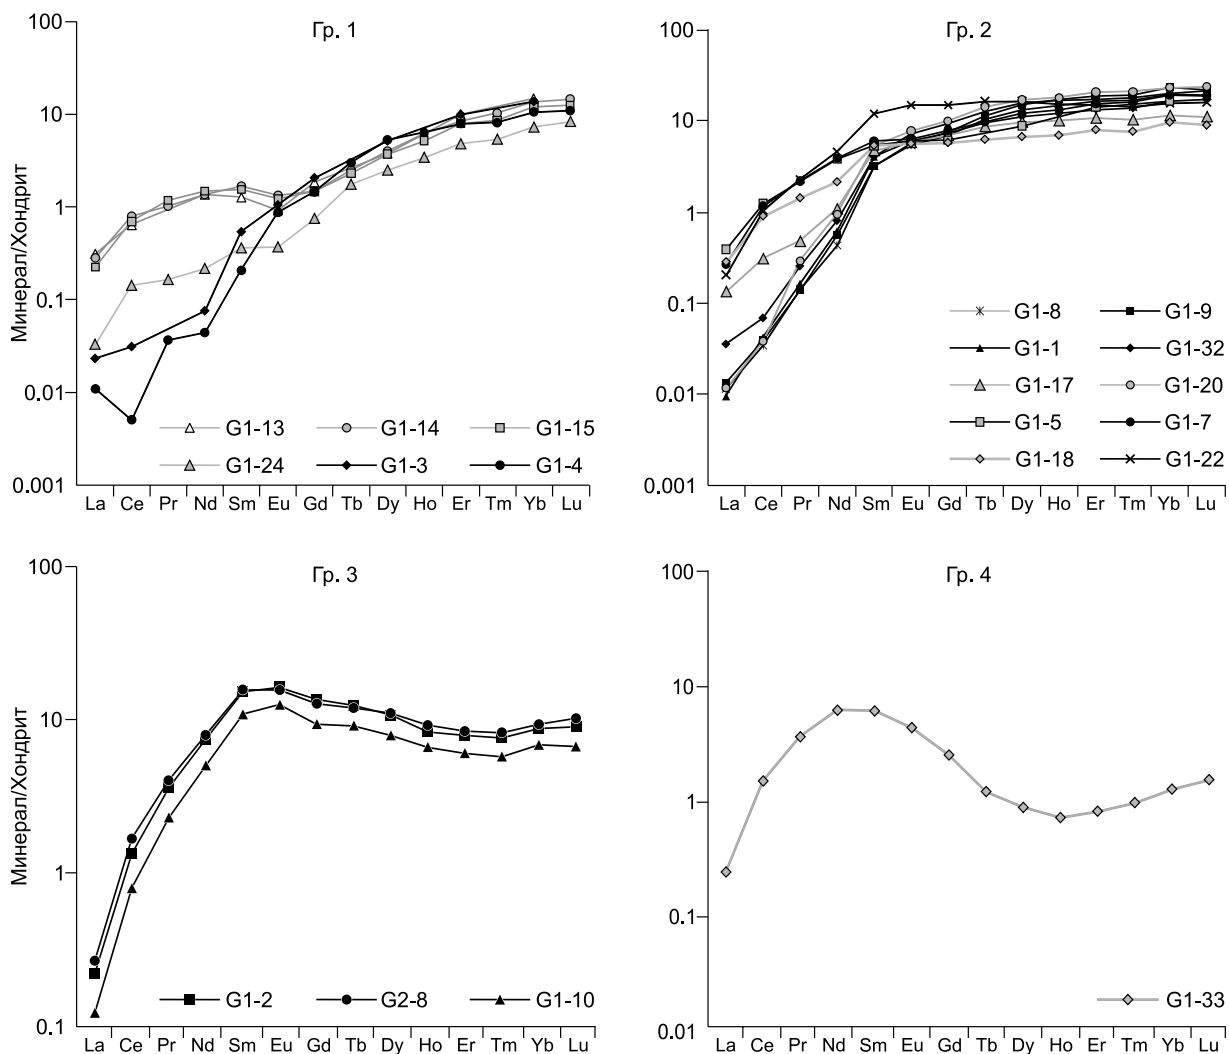 Гр. 1
Минерал/Хондрит
100
10
1
0.1
0.01
0.001
G1-13 G1-14 G1-15
G1-24 G1-3 G1-4
La Ce Pr Nd Sm Eu Gd Tb Dy Ho Er Tm Yb Lu
Гр. 2
100
10
1
0.1
0.01
0.001
G1-8 G1-9
G1-1 G1-32
G1-17 G1-20
G1-5 G1-7
G1-18 G1-22
La Ce Pr Nd Sm Eu Gd Tb Dy Ho Er Tm Yb Lu
Гр. 3
Минерал/Хондрит
100
10
1
0.1
G1-2 G2-8 G1-10
La Ce Pr Nd Sm Eu Gd Tb Dy Ho Er Tm Yb Lu
Гр. 4
100
10
1
0.1
0.01
G1-33
La Ce Pr Nd Sm Eu Gd Tb Dy Ho Er Tm Yb Lu